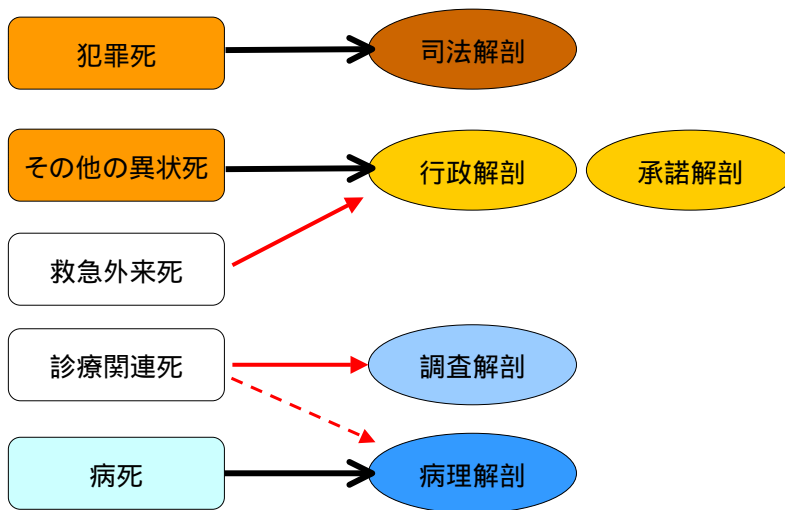 犯罪死
司法解剖
その他の異状死
行政解剖
承諾解剖
救急外来死
診療関連死
調査解剖
病死
病理解剖